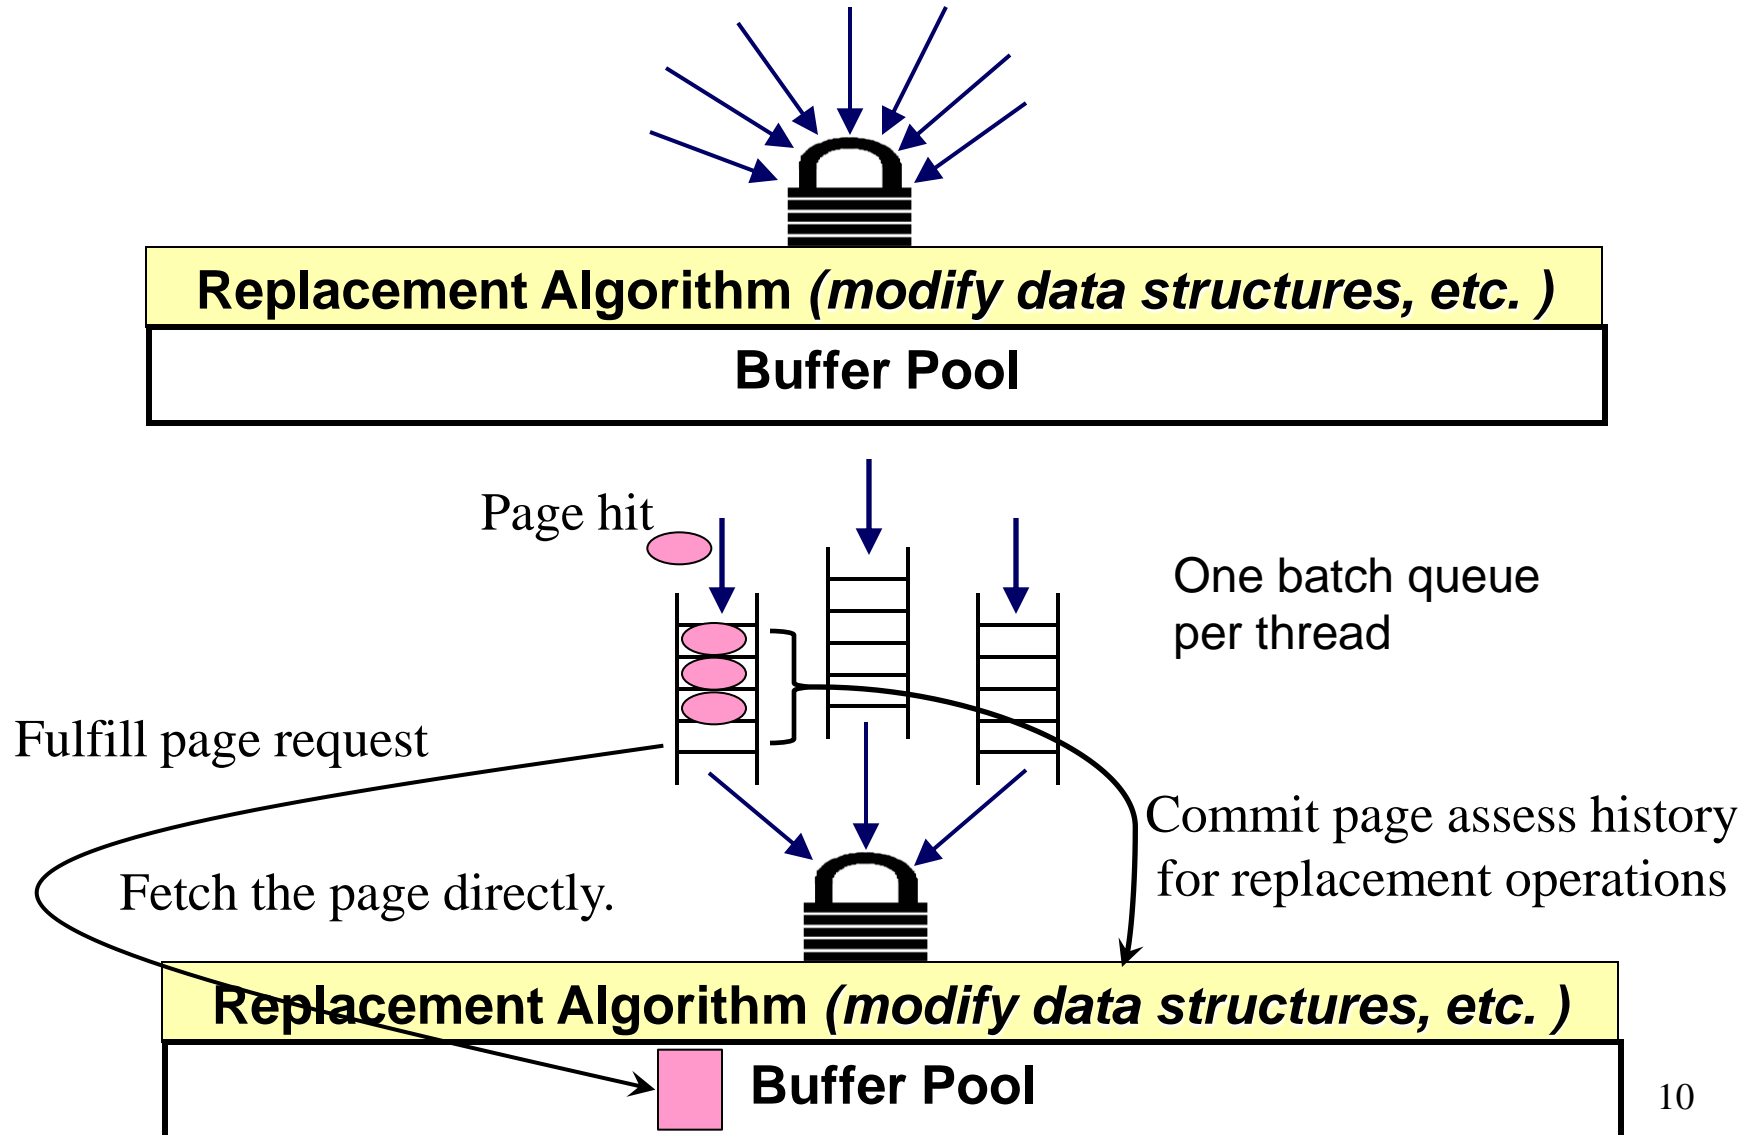 Replacement Algorithm (modify data structures, etc. )
Buffer Pool
Page hit
One batch queue
per thread
Fulfill page request
Commit page assess history
for replacement operations
Fetch the page directly.
Replacement Algorithm (modify data structures, etc. )
Buffer Pool
10